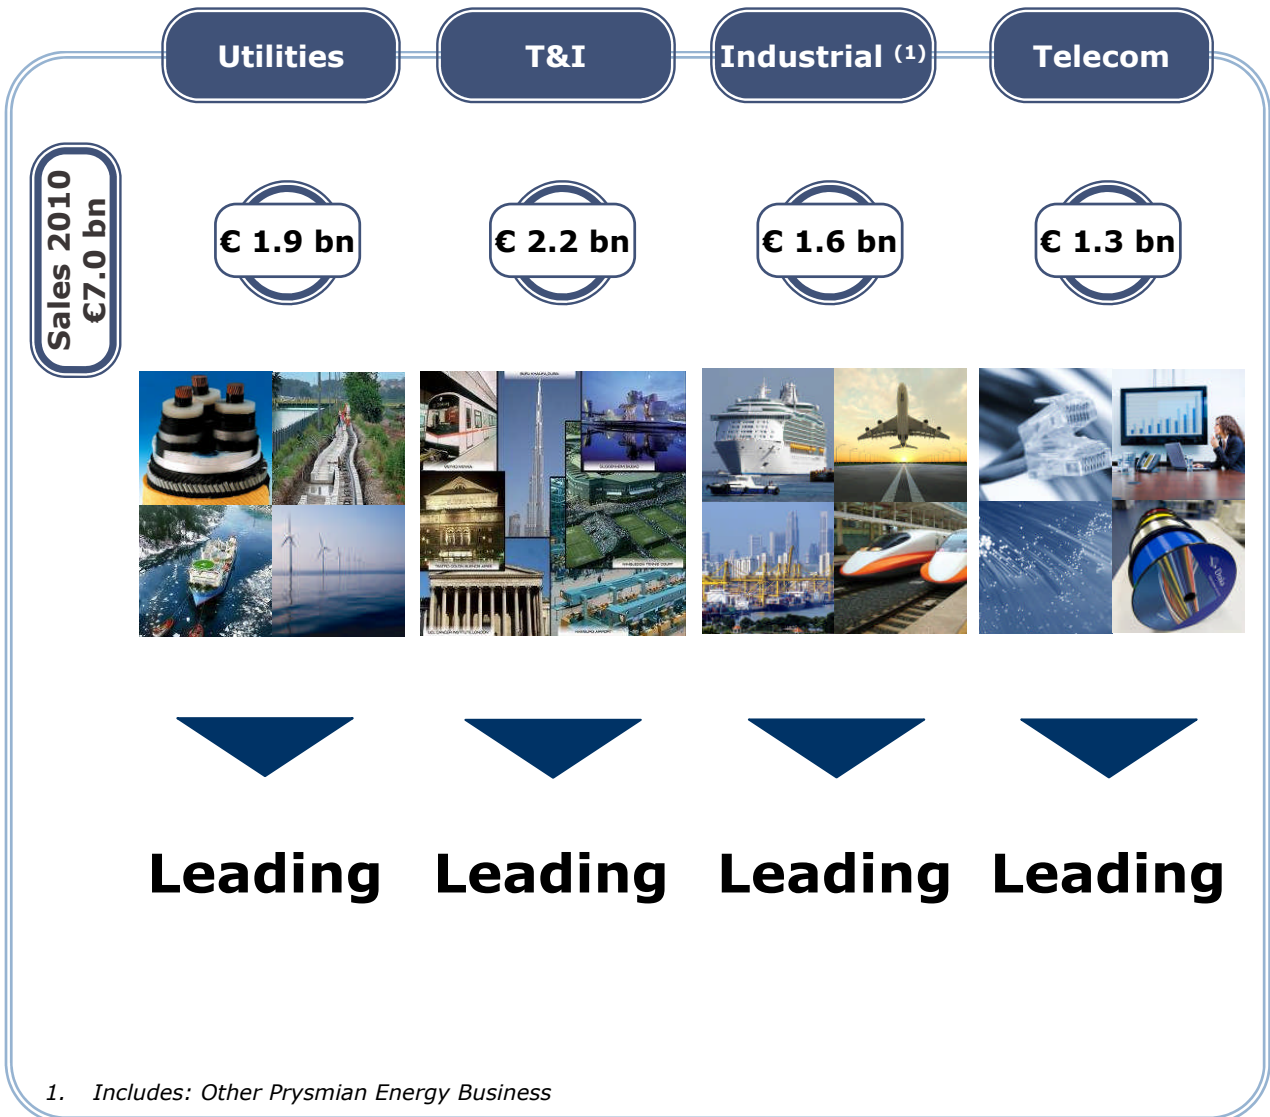 Utilities
T&I
Industrial (1)
Telecom
Sales 2010
€7.0 bn
€ 1.9 bn
€ 2.2 bn
€ 1.6 bn
€ 1.3 bn
Leading
Leading
Leading
Leading
1. Includes: Other Prysmian Energy Business